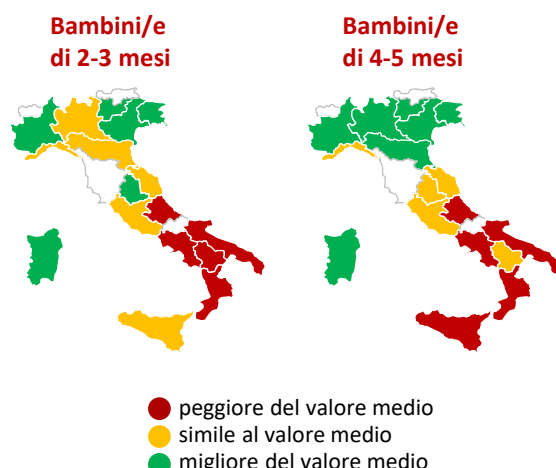 Bambini/e
di 2-3 mesi
Bambini/e
di 4-5 mesi
peggiore del valore medio
simile al valore medio
migliore del valore medio